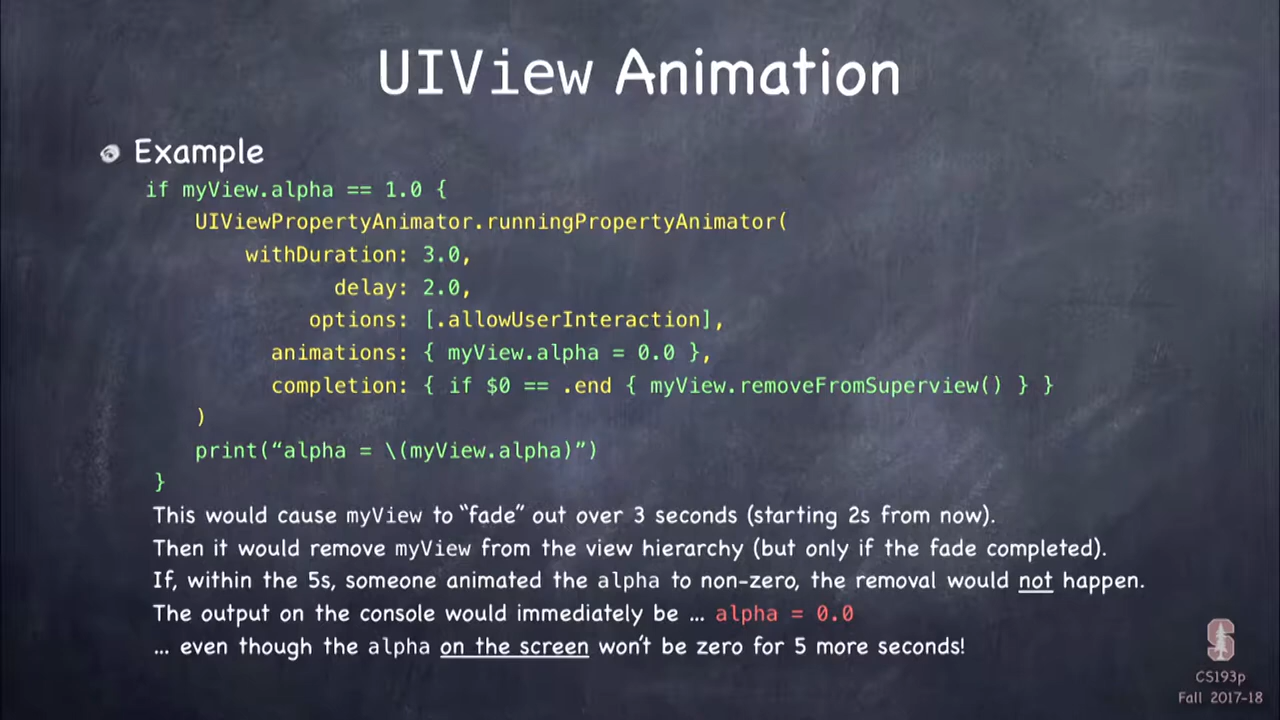 UIView Animation
Example
if myView.alpha == 1.0 {
UIViewPropertyAnimator.runningPropertyAnimator(
withDuration: 3.0,
delay: 2.0,
options: [.allowUserInteraction],
animations: { myView.alpha = 0.0 },
completion: { if $0 == .end { myView.removeFromSuperview() } }
)
print(“alpha = \(myView.alpha)”)
}
This would cause myView to “fade” out over 3 seconds (starting 2s from now).
Then it would remove myView from the view hierarchy (but only if the fade completed).
If, within the 5s, someone animated the alpha to non-zero, the removal would not happen.
The output on the console would immediately be … alpha = 0.0
… even though the alpha on the screen won’t be zero for 5 more seconds!
CS193p
Fall 2017-18